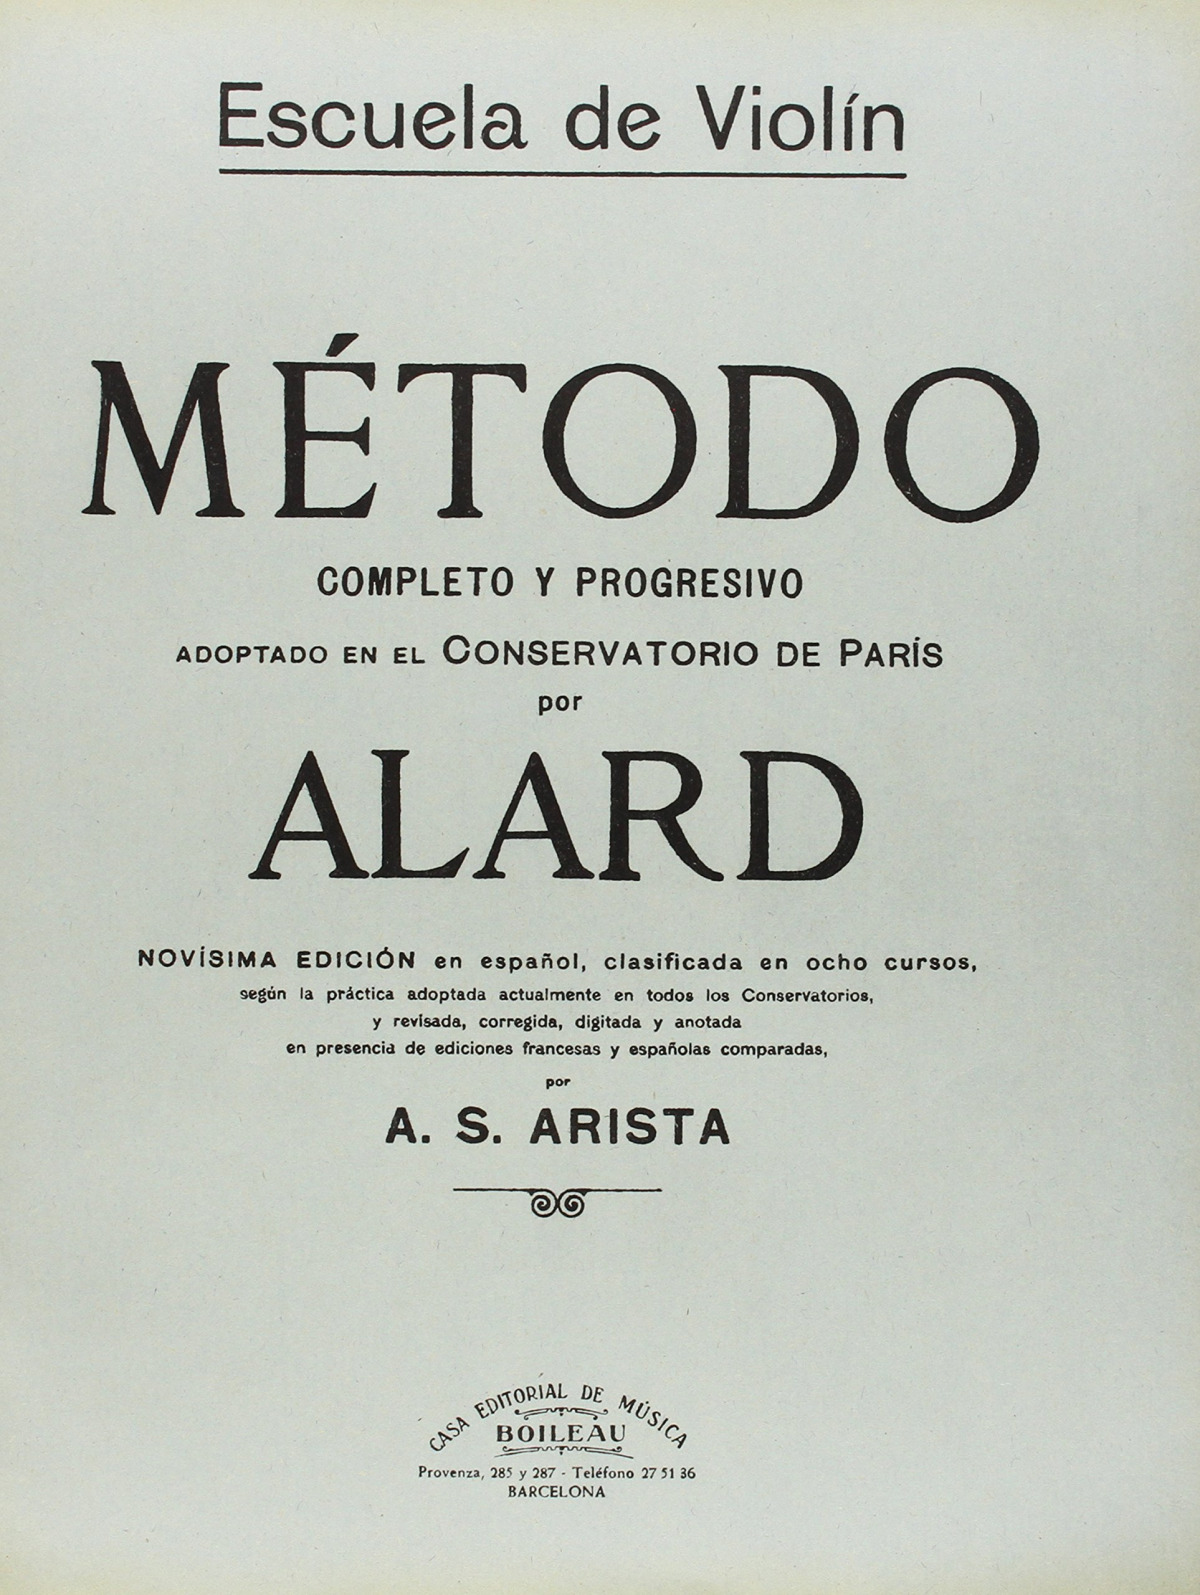 Escuela de Violín
MÉTODO
COMPLETO Y PROGRESIVO
ADOPTADO EN EL CONSERVATORIO DE PARÍS
por
ALARD
NOVÍSIMA EDICIÓN en español, clasificada en ocho cursos,
según la práctica adoptada actualmente en todos los Conservatorios,
y revisada, corregida, digitada y anotada
en presencia de ediciones francesas y españolas comparadas,
por
A. S. ARISTA
CASA EDITORIAL DE MÚSICA
BOILEAU
Provenza, 285 y 287 - Teléfono 27 51 36
BARCELONA